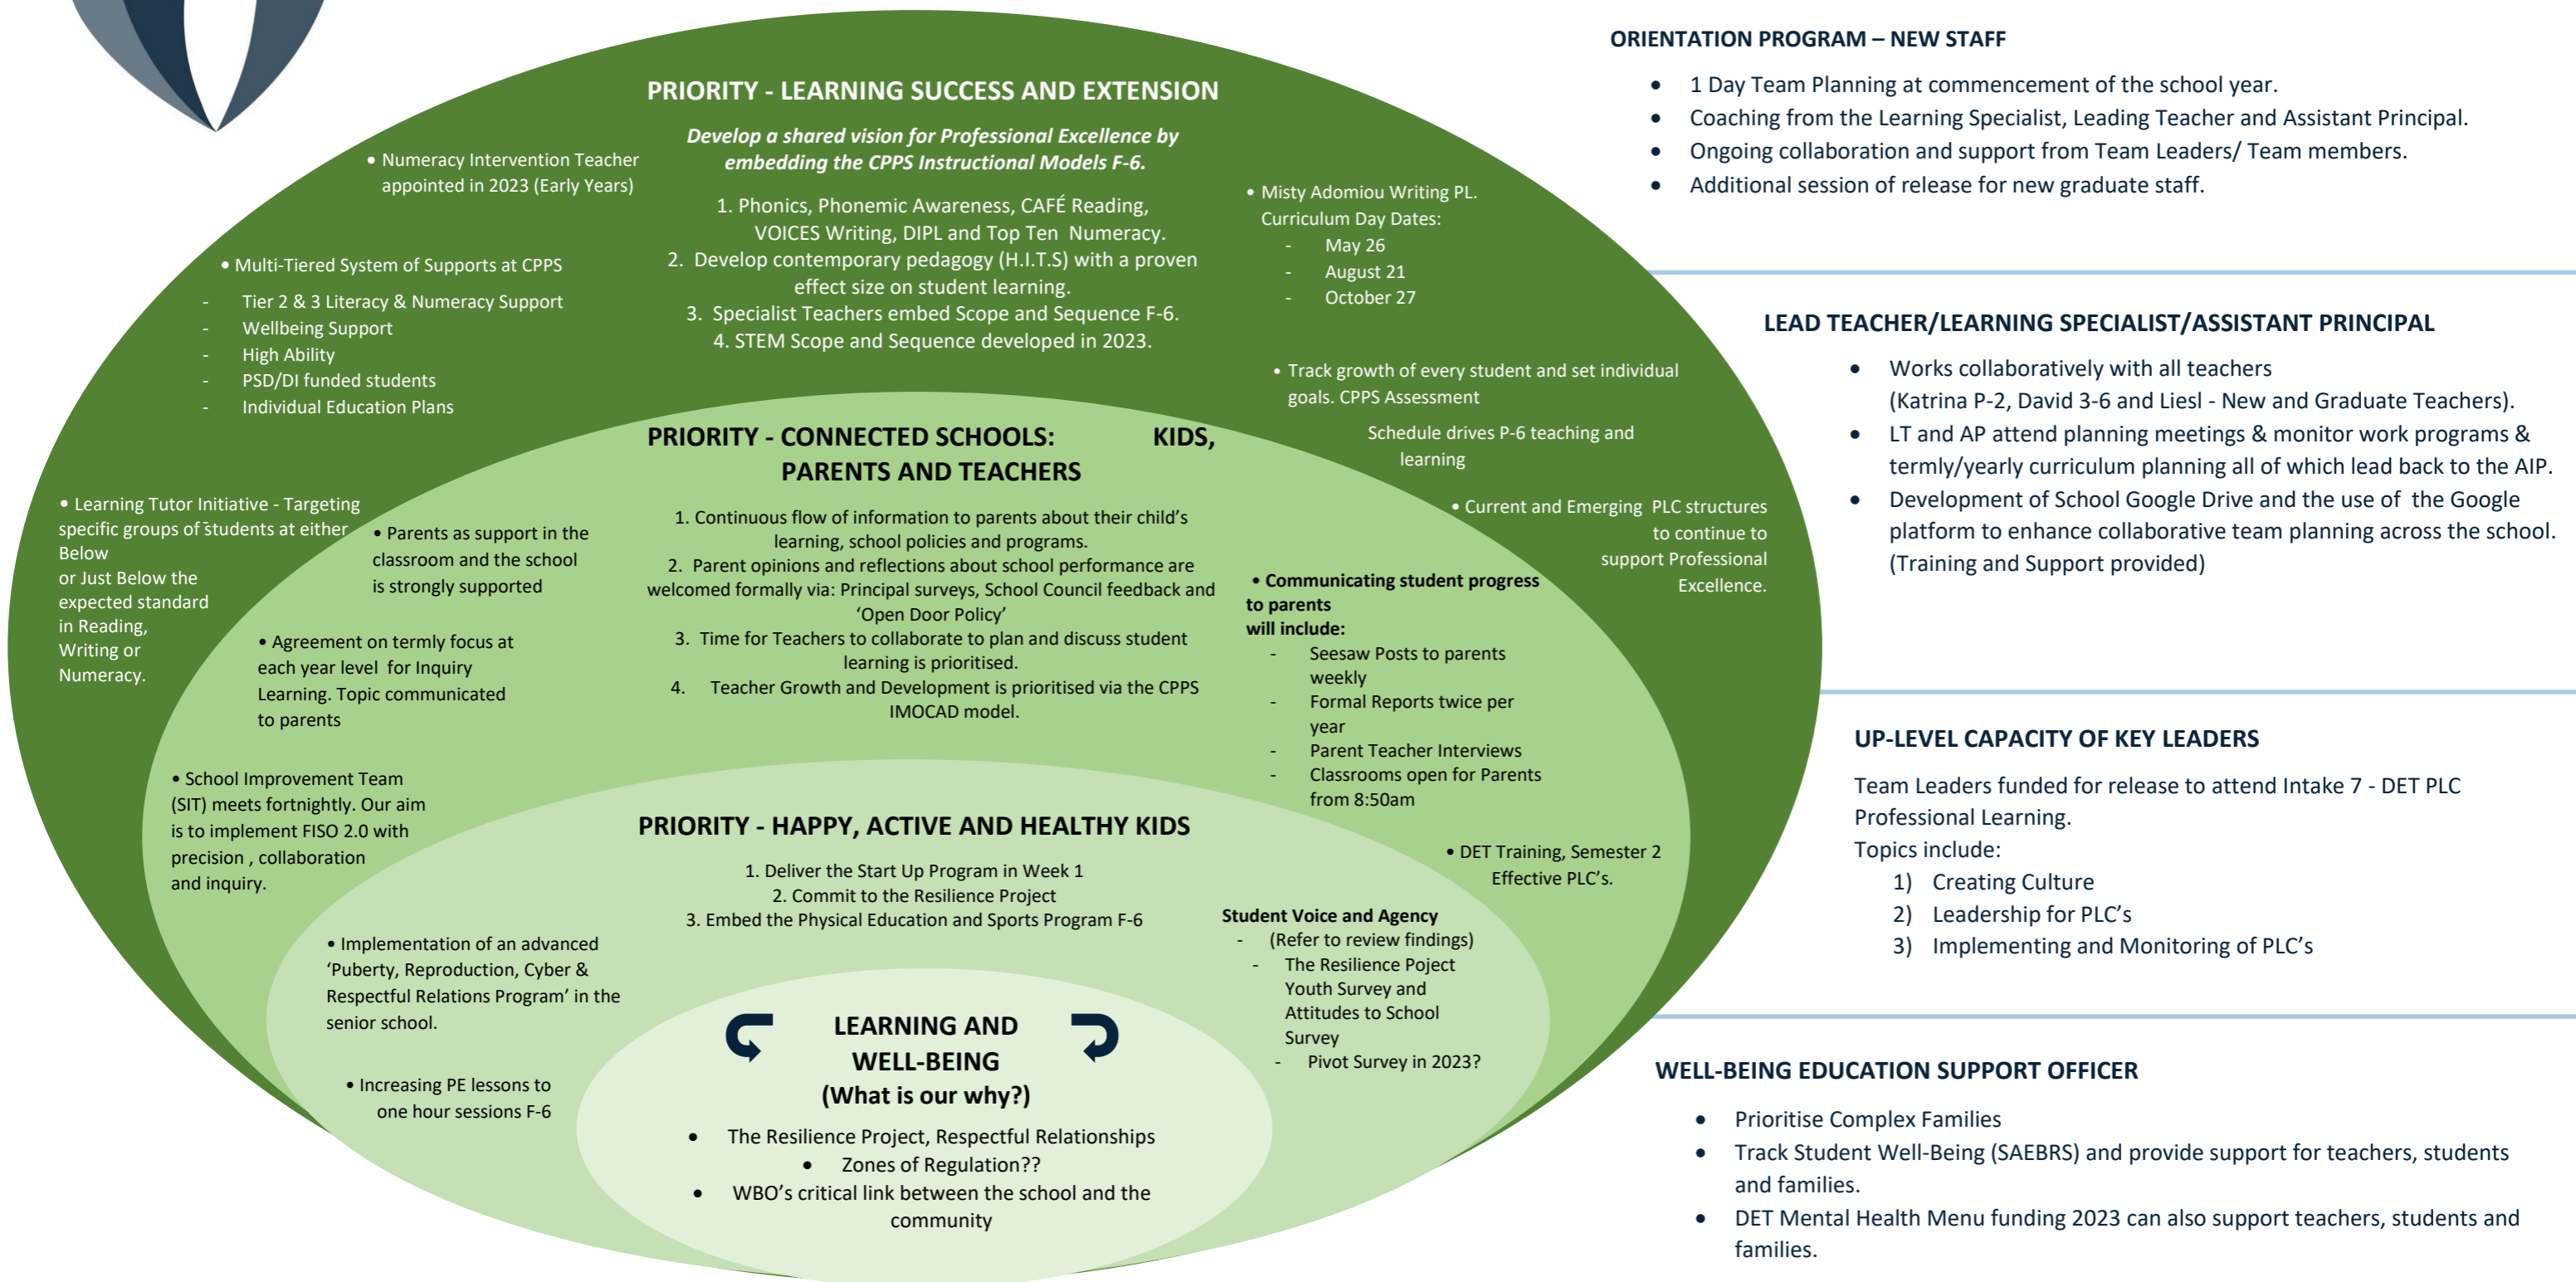 PRIORITY - LEARNING SUCCESS AND EXTENSION
Develop a shared vision for Professional Excellence by
embedding the CPPS Instructional Models F-6.
1. Phonics, Phonemic Awareness, CAFÉ Reading,
VOICES Writing, DIPL and Top Ten Numeracy.
2. Develop contemporary pedagogy (H.I.T.S) with a proven
effect size on student learning.
3. Specialist Teachers embed Scope and Sequence F-6.
4. STEM Scope and Sequence developed in 2023.
• Numeracy Intervention Teacher
appointed in 2023 (Early Years)
• Multi-Tiered System of Supports at CPPS
- Tier 2 & 3 Literacy & Numeracy Support
- Wellbeing Support
- High Ability
- PSD/DI funded students
- Individual Education Plans
• Learning Tutor Initiative - Targeting
specific groups of students at either
Below
or Just Below the
expected standard
in Reading,
Writing or
Numeracy.
• Misty Adomiou Writing PL.
Curriculum Day Dates:
- May 26
- August 21
- October 27
• Track growth of every student and set individual
goals. CPPS Assessment
Schedule drives P-6 teaching and
learning
• Current and Emerging PLC structures
to continue to
support Professional
Excellence.
PRIORITY - CONNECTED SCHOOLS: KIDS,
PARENTS AND TEACHERS
1. Continuous flow of information to parents about their child's
learning, school policies and programs.
2. Parent opinions and reflections about school performance are
welcomed formally via: Principal surveys, School Council feedback and
'Open Door Policy'
3. Time for Teachers to collaborate to plan and discuss student
learning is prioritised.
4. Teacher Growth and Development is prioritised via the CPPS
IMOCAD model.
• Parents as support in the
classroom and the school
is strongly supported
• Agreement on termly focus at
each year level for Inquiry
Learning. Topic communicated
to parents
• School Improvement Team
(SIT) meets fortnightly. Our aim
is to implement FISO 2.0 with
precision , collaboration
and inquiry.
• Communicating student progress
to parents
will include:
- Seesaw Posts to parents
weekly
- Formal Reports twice per
year
- Parent Teacher Interviews
- Classrooms open for Parents
from 8:50am
• DET Training, Semester 2
Effective PLC's.
PRIORITY - HAPPY, ACTIVE AND HEALTHY KIDS
1. Deliver the Start Up Program in Week 1
2. Commit to the Resilience Project
3. Embed the Physical Education and Sports Program F-6
• Implementation of an advanced
'Puberty, Reproduction, Cyber &
Respectful Relations Program' in the
senior school.
• Increasing PE lessons to
one hour sessions F-6
Student Voice and Agency
- (Refer to review findings)
- The Resilience Poject
Youth Survey and
Attitudes to School
Survey
- Pivot Survey in 2023?
LEARNING AND
WELL-BEING
(What is our why?)
• The Resilience Project, Respectful Relationships
• Zones of Regulation??
• WBO's critical link between the school and the
community
ORIENTATION PROGRAM – NEW STAFF
• 1 Day Team Planning at commencement of the school year.
• Coaching from the Learning Specialist, Leading Teacher and Assistant Principal.
• Ongoing collaboration and support from Team Leaders/ Team members.
• Additional session of release for new graduate staff.
LEAD TEACHER/LEARNING SPECIALIST/ASSISTANT PRINCIPAL
• Works collaboratively with all teachers
(Katrina P-2, David 3-6 and Liesl - New and Graduate Teachers).
• LT and AP attend planning meetings & monitor work programs &
termly/yearly curriculum planning all of which lead back to the AIP.
• Development of School Google Drive and the use of the Google
platform to enhance collaborative team planning across the school.
(Training and Support provided)
UP-LEVEL CAPACITY OF KEY LEADERS
Team Leaders funded for release to attend Intake 7 - DET PLC
Professional Learning.
Topics include:
1) Creating Culture
2) Leadership for PLC's
3) Implementing and Monitoring of PLC's
WELL-BEING EDUCATION SUPPORT OFFICER
• Prioritise Complex Families
• Track Student Well-Being (SAEBRS) and provide support for teachers, students
and families.
• DET Mental Health Menu funding 2023 can also support teachers, students and
families.